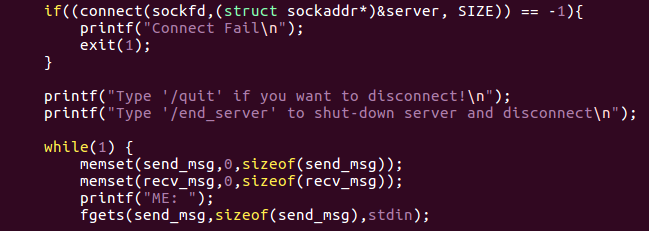 if((connect(sockfd,(struct sockaddr*)&server, SIZE)) == -1){
    printf("Connect Fail\n");
    exit(1);
}

printf("Type '/quit' if you want to disconnect!\n");
printf("Type '/end_server' to shut-down server and disconnect\n");

while(1) {
    memset(send_msg,0,sizeof(send_msg));
    memset(recv_msg,0,sizeof(recv_msg));
    printf("ME: ");
    fgets(send_msg,sizeof(send_msg),stdin);